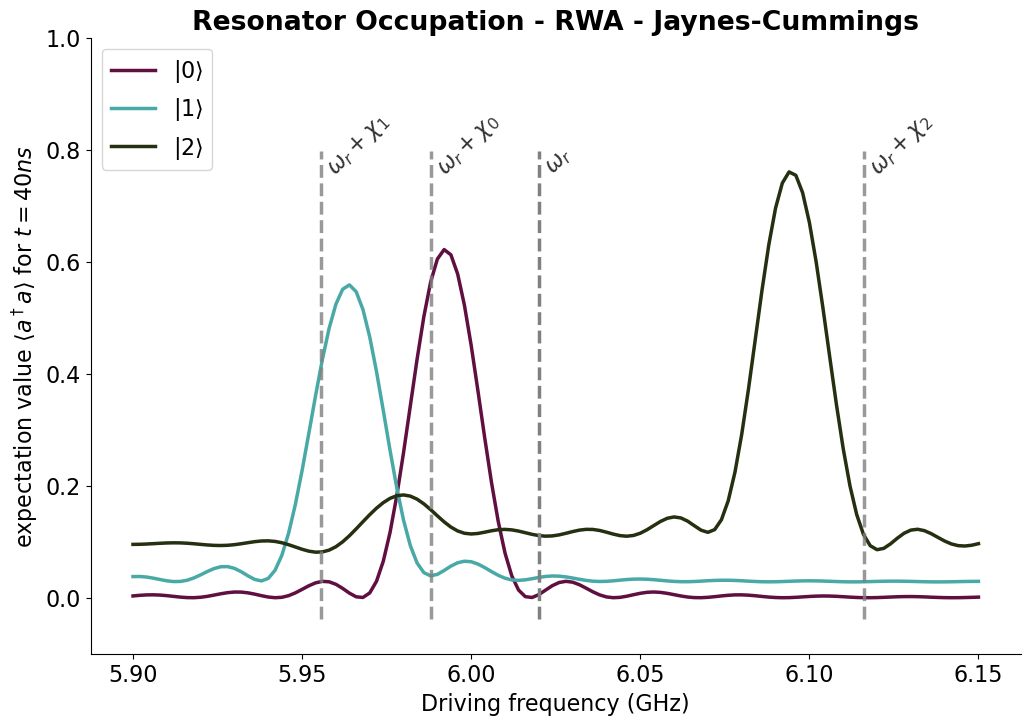 Resonator Occupation - RWA - Jaynes-Cummings
expectation value ⟨a†a⟩ for t = 40ns
1.0
0.8
0.6
0.4
0.2
0.0
|0⟩
|1⟩
|2⟩
ωr + χ1
ωr + χ0
ωr
ωr + χ2
5.90
5.95
6.00
6.05
6.10
6.15
Driving frequency (GHz)